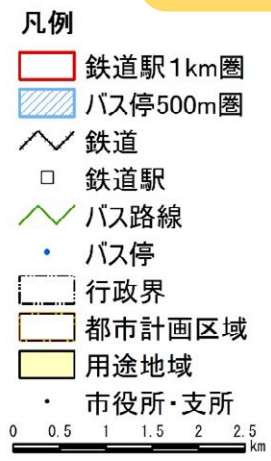 凡例
鉄道駅1km圏
バス停500m圏
鉄道
鉄道駅
バス路線
バス停
行政界
都市計画区域
用途地域
市役所・支所
0 0.5 1 1.5 2 2.5
km